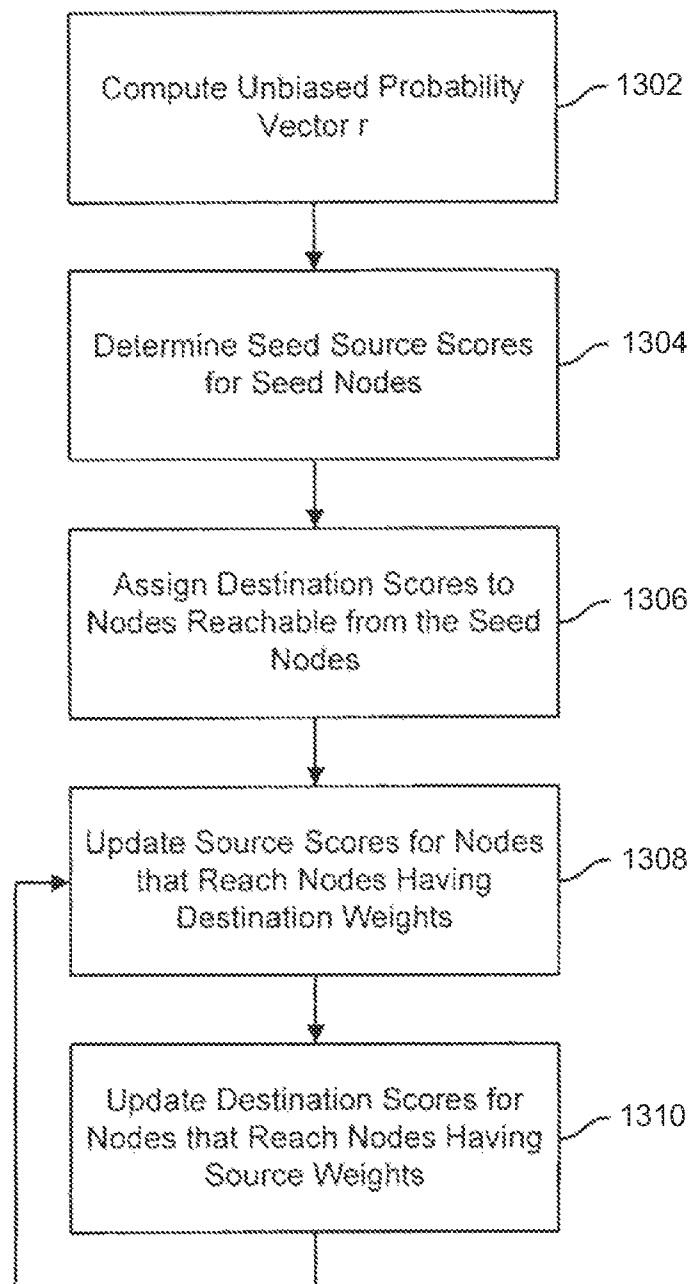 Compute Unbiased Probability
Vector r
1302
Determine Seed Source Scores
for Seed Nodes
1304
Assign Destination Scores to
Nodes Reachable from the Seed
Nodes
1306
Update Source Scores for Nodes
that Reach Nodes Having
Destination Weights
1308
Update Destination Scores for
Nodes that Reach Nodes Having
Source Weights
1310